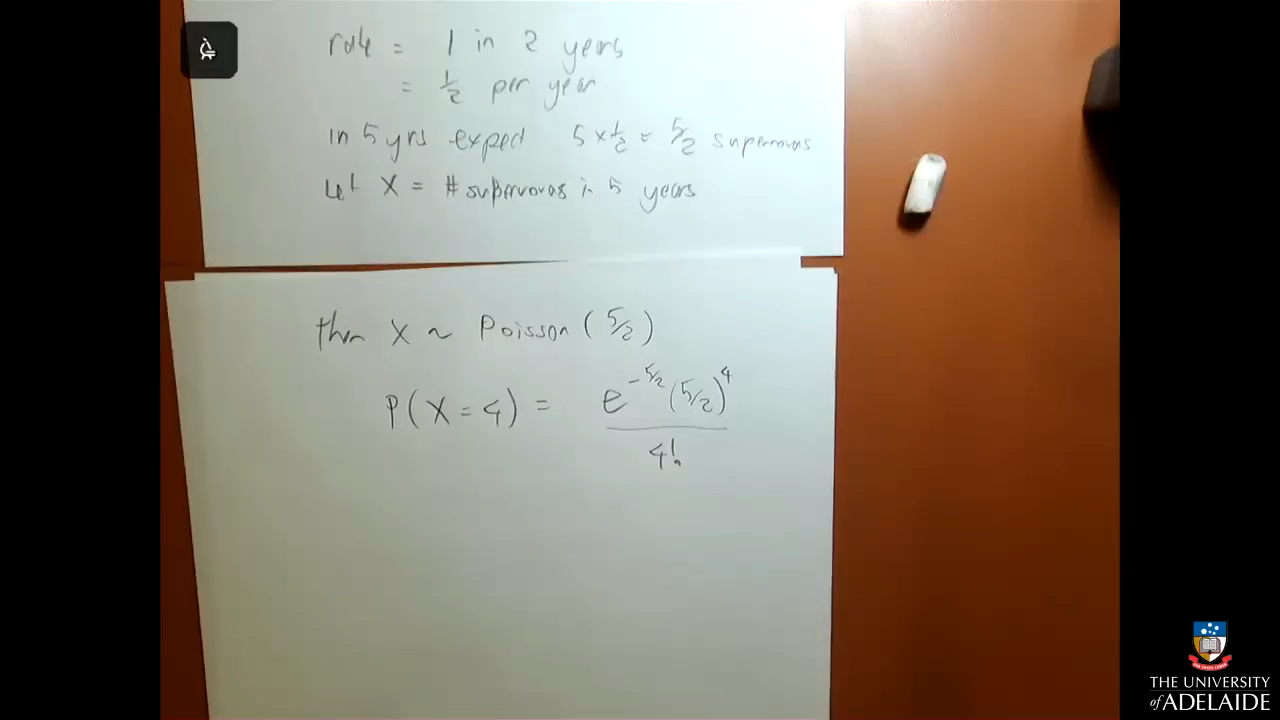 rate = 1 in 2 years
= 1/2 per year
in 5 yrs expect 5 × 1/2 = 5/2 supernovas
Let X = # supernovas in 5 years
then X ~ Poisson (5/2)
P(X = 4) = e^{-5/2} (5/2)^4 / 4!
THE UNIVERSITY
of ADELAIDE